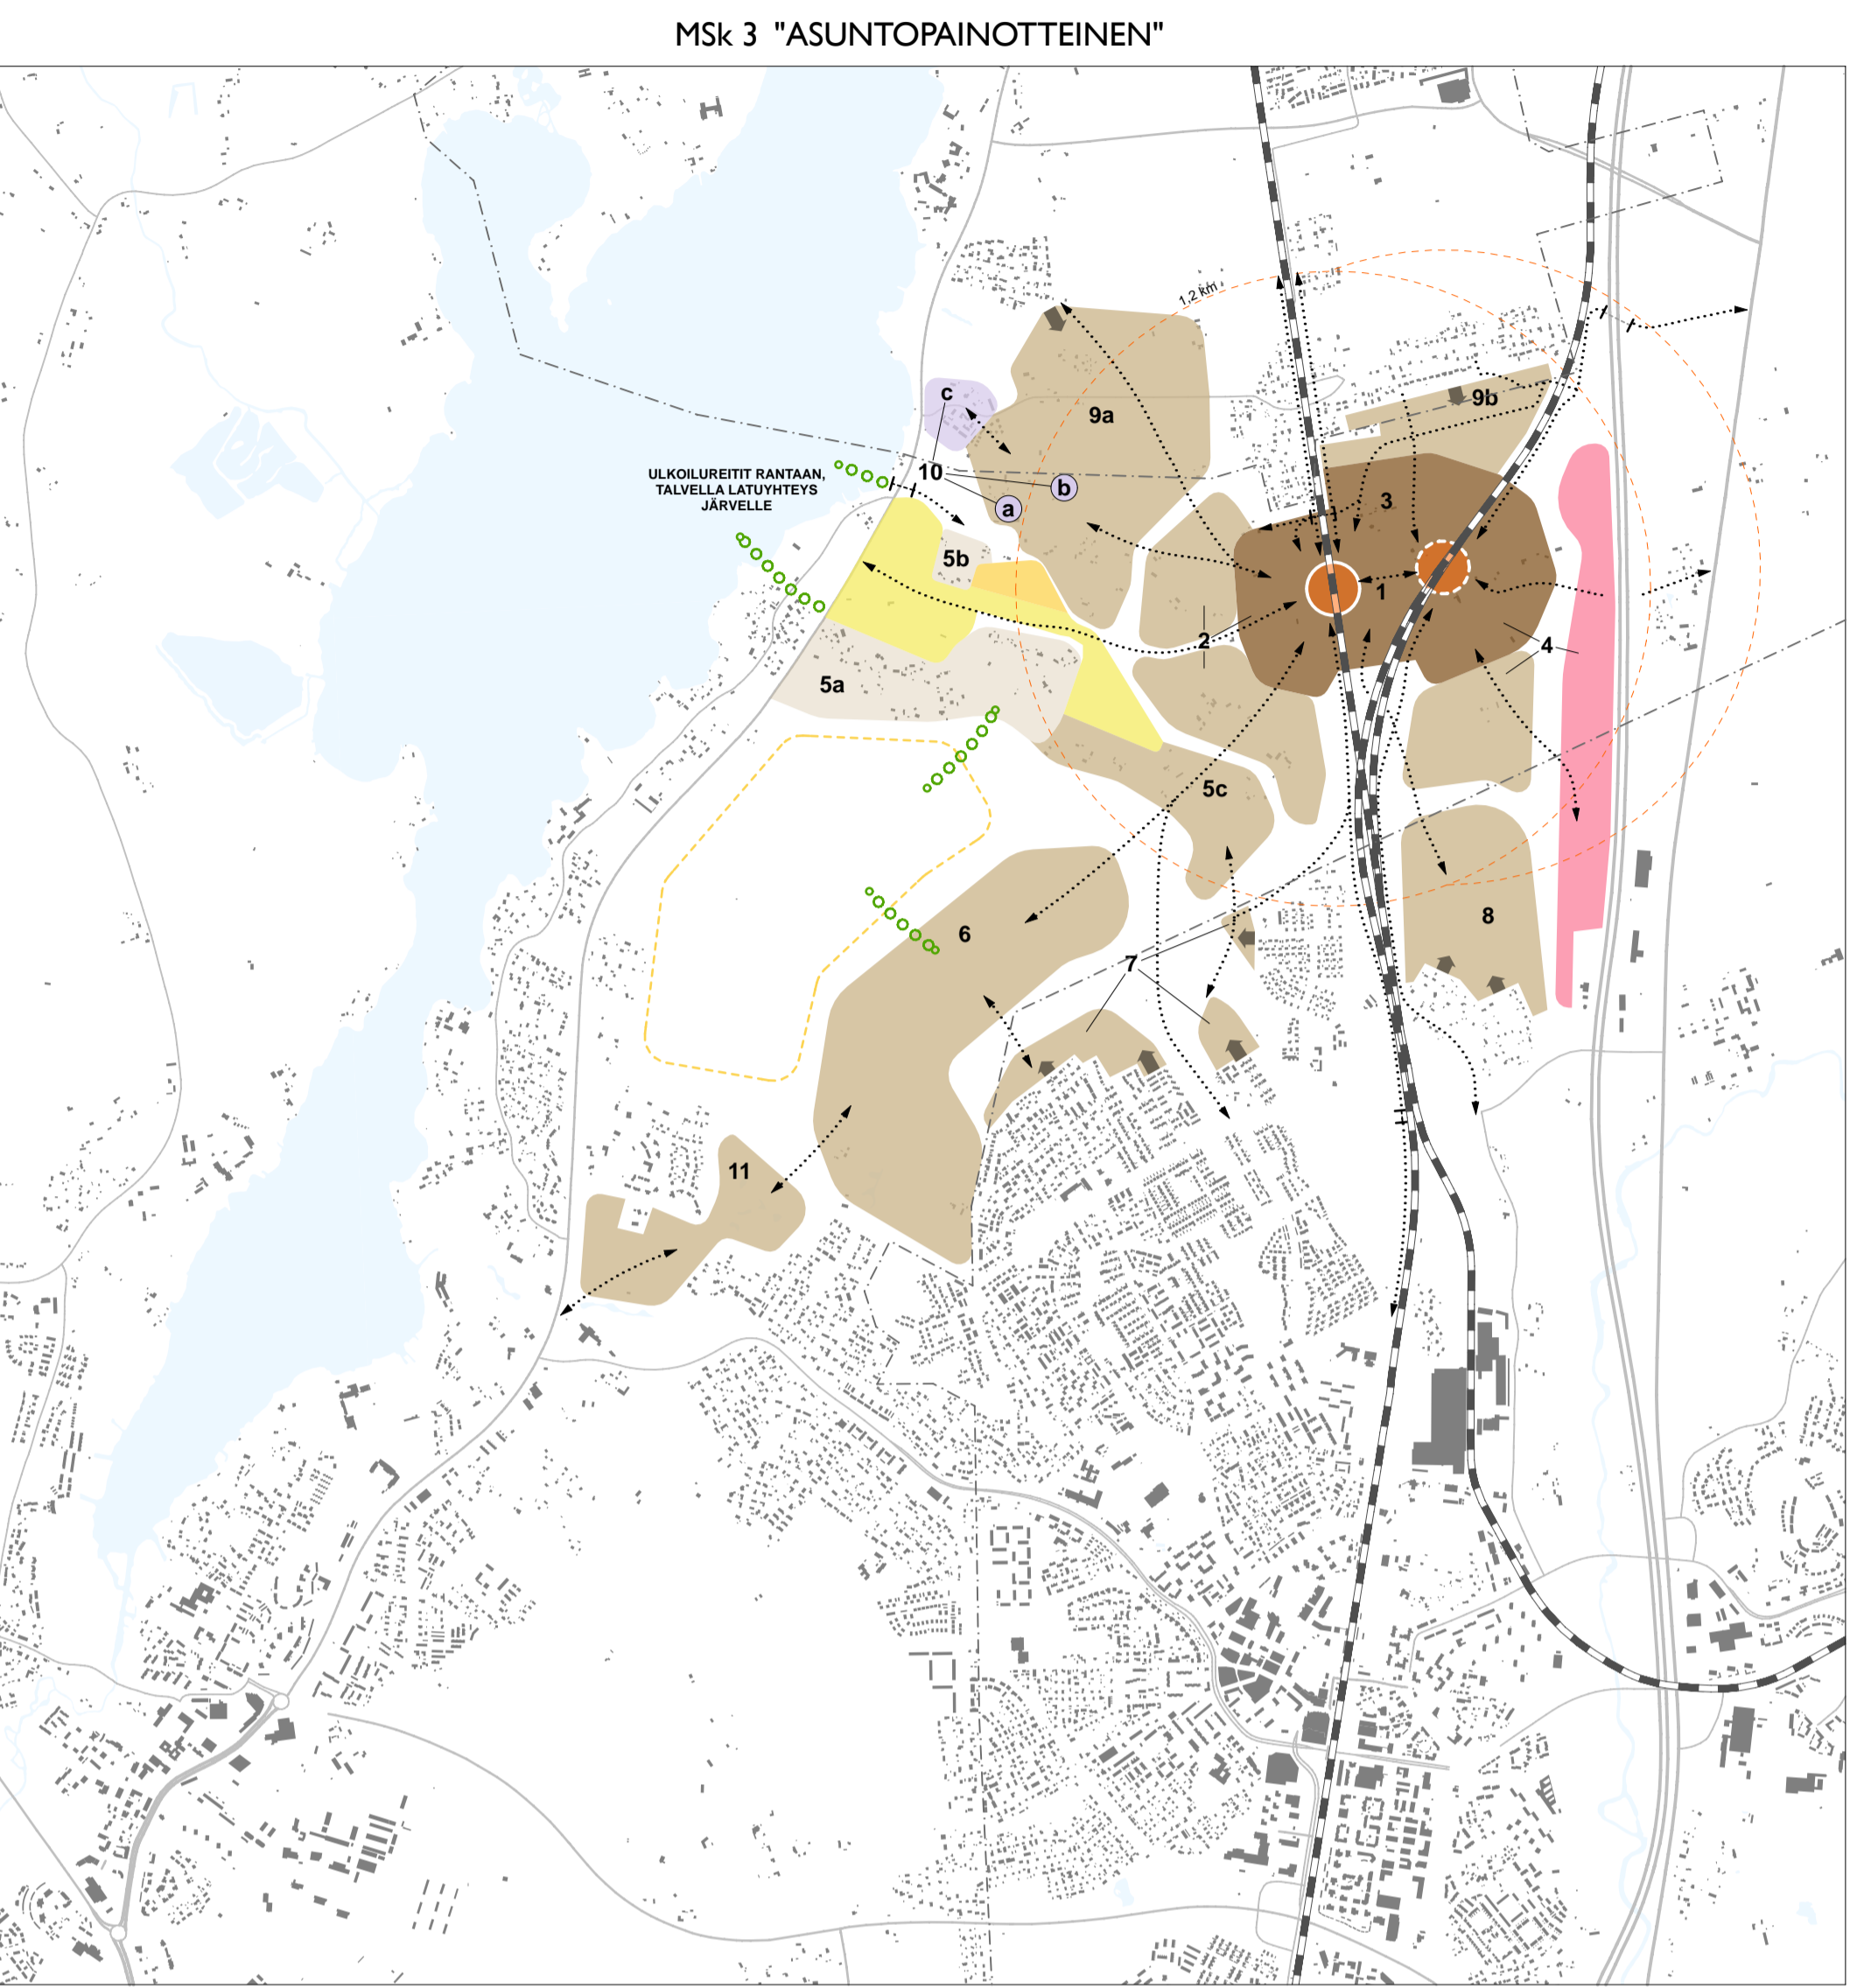 MSk 3 "ASUNTOPAINOTTEINEN"
1,2 km
c
9a
9b
ULKOILUREITIT RANTAAN,
TALVELLA LATUYHTEYS
JÄRVELLE
10
b
a
3
5b
1
2
4
5a
5c
6
8
7
11